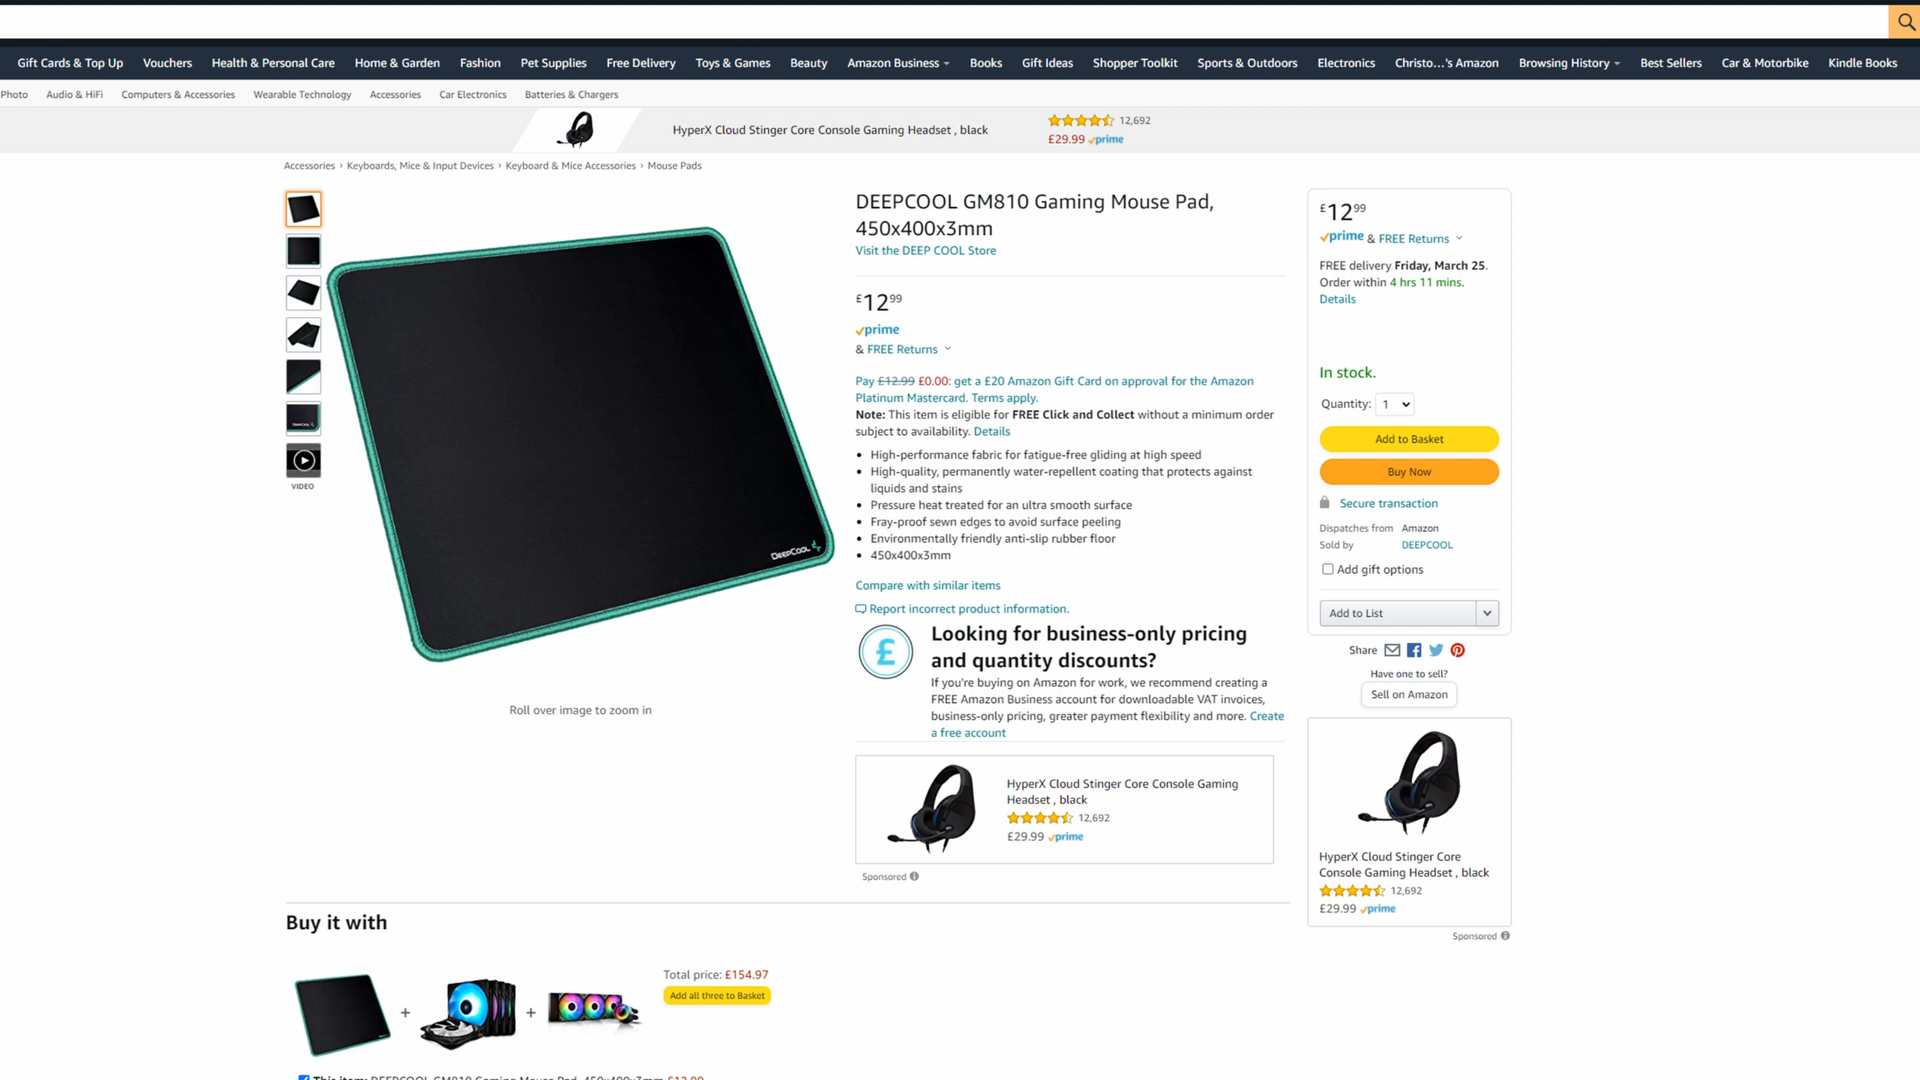 Gift Cards & Top Up Vouchers Health & Personal Care Home & Garden Fashion Pet Supplies Free Delivery Toys & Games Beauty Amazon Business Books Gift Ideas Shopper Toolkit Sports & Outdoors Electronics Christo...'s Amazon Browsing History Best Sellers Car & Motorbike Kindle Books
Photo Audio & HiFi Computers & Accessories Wearable Technology Accessories Car Electronics Batteries & Chargers
HyperX Cloud Stinger Core Console Gaming Headset , black
12,692
£29.99 prime
Accessories › Keyboards, Mice & Input Devices › Keyboard & Mice Accessories › Mouse Pads
VIDEO
DEEPCOOL
Roll over image to zoom in
DEEPCOOL GM810 Gaming Mouse Pad,
450x400x3mm
Visit the DEEP COOL Store
£12 99
prime
& FREE Returns
Pay £12.99 £0.00: get a £20 Amazon Gift Card on approval for the Amazon
Platinum Mastercard. Terms apply.
Note: This item is eligible for FREE Click and Collect without a minimum order
subject to availability. Details
• High-performance fabric for fatigue-free gliding at high speed
• High-quality, permanently water-repellent coating that protects against
liquids and stains
• Pressure heat treated for an ultra smooth surface
• Fray-proof sewn edges to avoid surface peeling
• Environmentally friendly anti-slip rubber floor
• 450x400x3mm
Compare with similar items
Report incorrect product information.
£
Looking for business-only pricing
and quantity discounts?
If you're buying on Amazon for work, we recommend creating a
FREE Amazon Business account for downloadable VAT invoices,
business-only pricing, greater payment flexibility and more. Create
a free account
HyperX Cloud Stinger Core Console Gaming
Headset , black
12,692
£29.99 prime
Sponsored
£12 99
prime & FREE Returns
FREE delivery Friday, March 25.
Order within 4 hrs 11 mins.
Details
In stock.
Quantity: 1
Add to Basket
Buy Now
Secure transaction
Dispatches from Amazon
Sold by DEEPCOOL
Add gift options
Add to List
Share
Have one to sell?
Sell on Amazon
HyperX Cloud Stinger Core
Console Gaming Headset , black
12,692
£29.99 prime
Sponsored
Buy it with
+ +
Total price: £154.97
Add all three to Basket
This item: DEEPCOOL GM810 Gaming Mouse Pad, 450x400x3mm £12.99